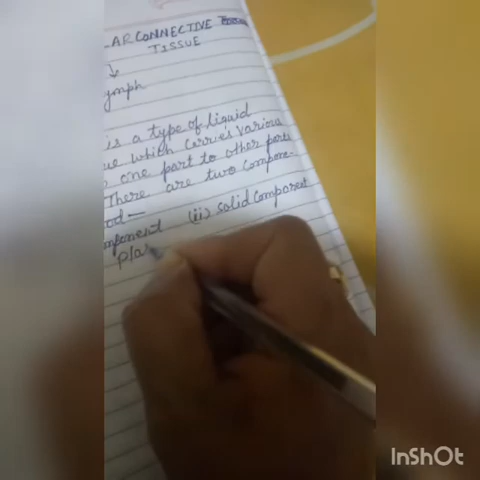 -AR CONNECTIVE
TISSUE
ymph
is a type of liquid
ue which carries various
one part to other parts
There are two compone-
od-
mponent (ii) solid component
Pla
InShOt